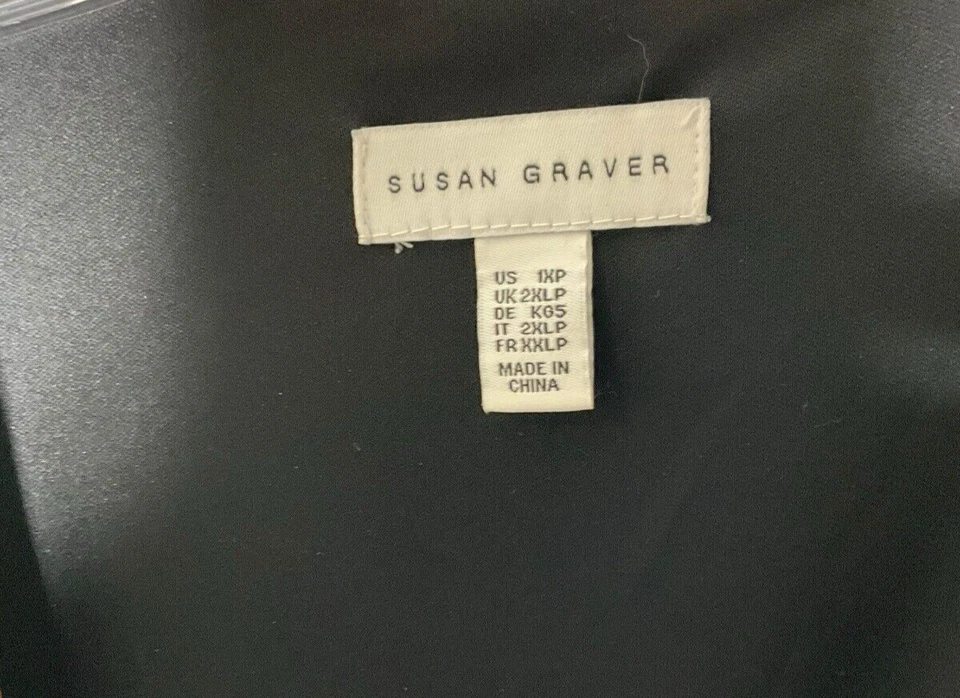 SUSAN GRAVER
US 1XP
UK 2XLP
DE KG5
IT 2XLP
FR XXLP
MADE IN
CHINA